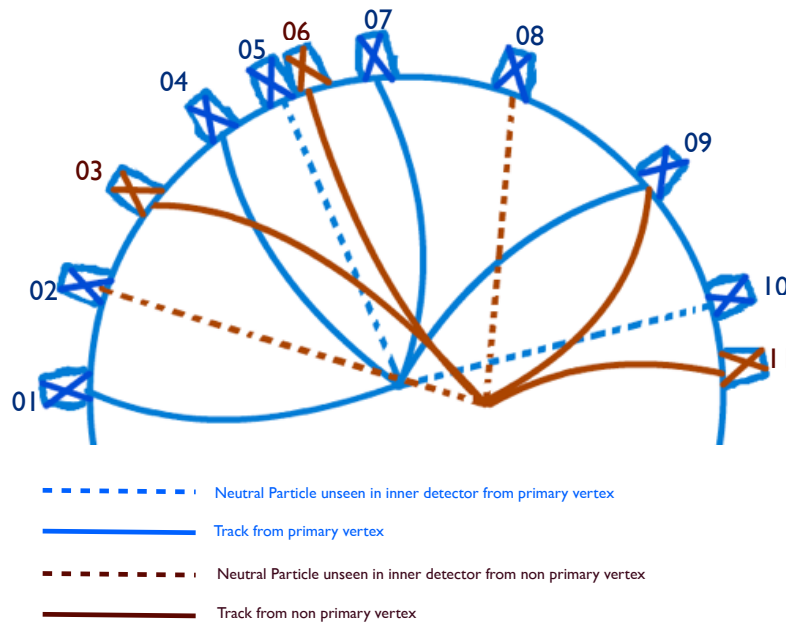 07
08
06
05
04
09
03
10
02
1
01
Neutral Particle unseen in inner detector from primary vertex
Track from primary vertex
Neutral Particle unseen in inner detector from non primary vertex
Track from non primary vertex